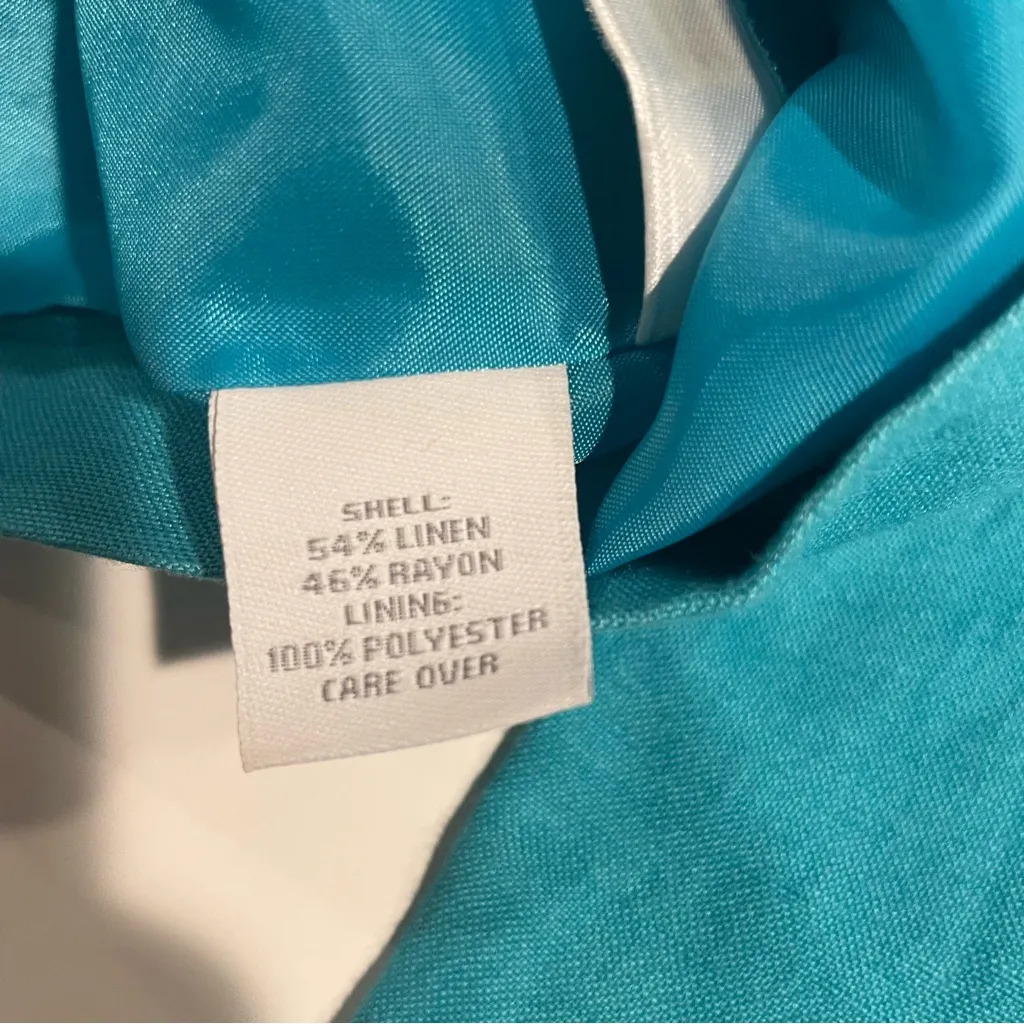 SHELL:
54% LINEN
46% RAYON
LINING:
100% POLYESTER
CARE OVER